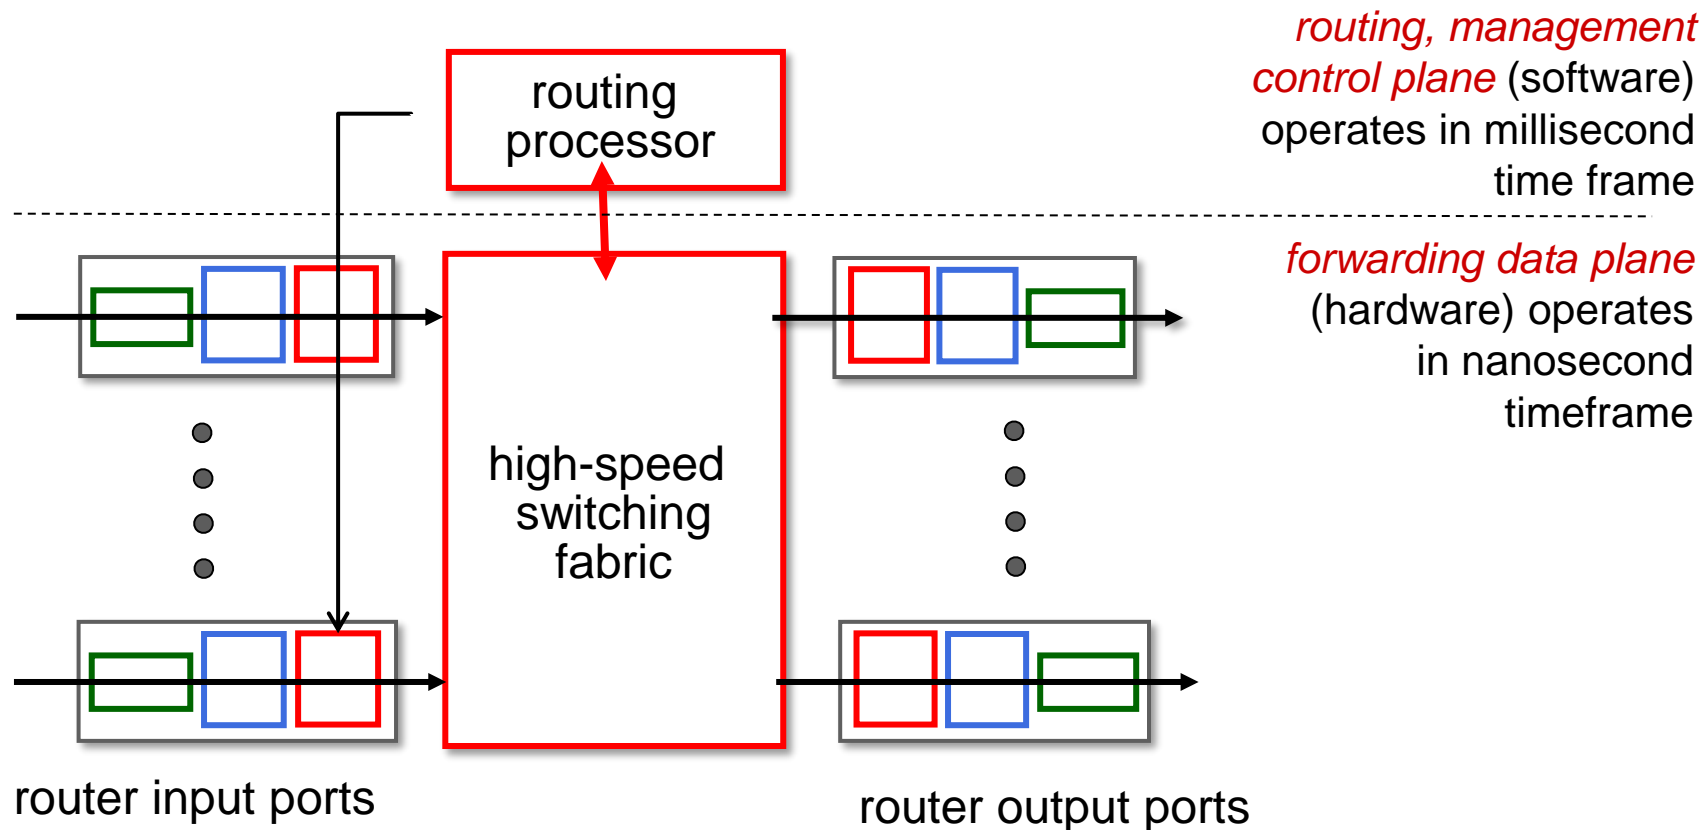 routing, management
control plane (software)
operates in millisecond
time frame
routing
processor
forwarding data plane
(hardware) operates
in nanosecond
timeframe
high-speed
switching
fabric
router input ports
router output ports